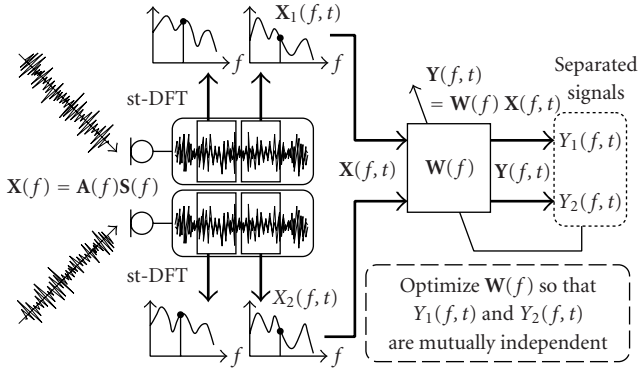 X₁(f, t)
f
f
st-DFT
Y(f, t)
= W(f) X(f, t)
Separated
signals
X(f) = A(f)S(f)
X(f, t)
W(f)
Y(f, t)
Y₁(f, t)
Y₂(f, t)
st-DFT
X₂(f, t)
f
f
Optimize W(f) so that
Y₁(f, t) and Y₂(f, t)
are mutually independent